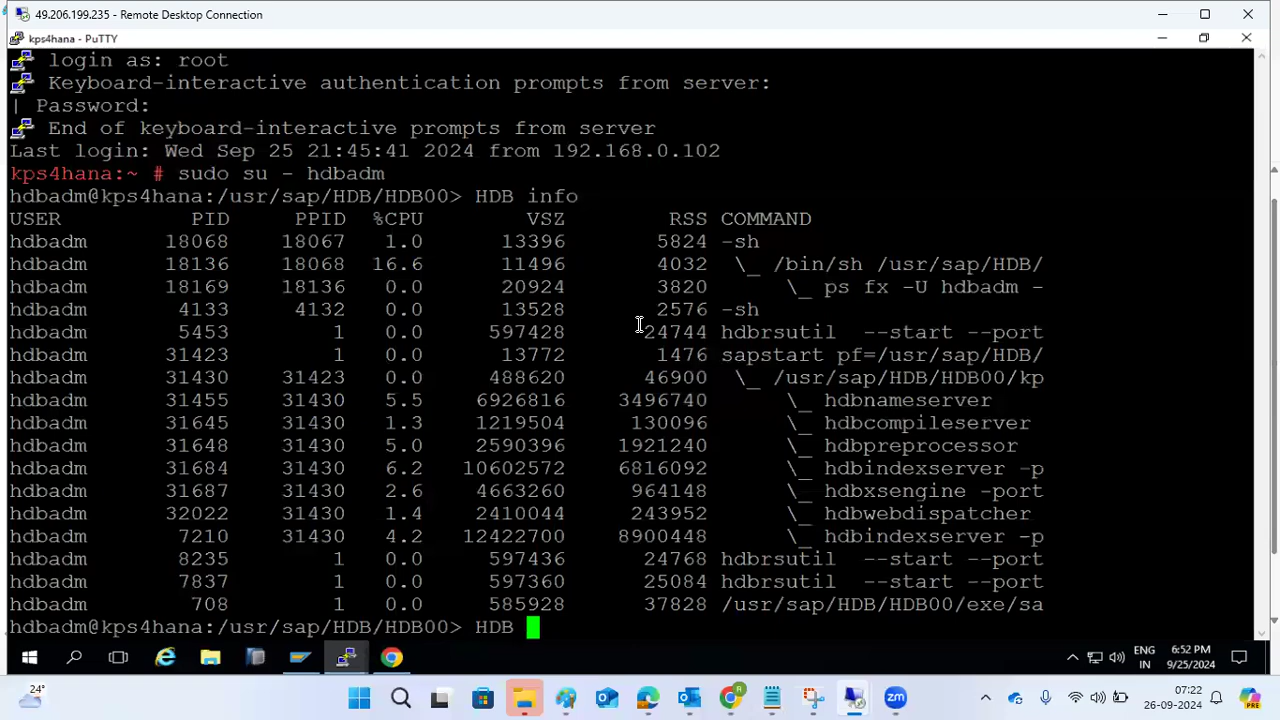 49.206.199.235 - Remote Desktop Connection
kps4hana - PuTTY
login as: root
Keyboard-interactive authentication prompts from server:
| Password:
End of keyboard-interactive prompts from server
Last login: Wed Sep 25 21:45:41 2024 from 192.168.0.102
kps4hana:~ # sudo su - hdbadm
hdbadm@kps4hana:/usr/sap/HDB/HDB00> HDB info
USER PID PPID %CPU VSZ RSS COMMAND
hdbadm 18068 18067 1.0 13396 5824 -sh
hdbadm 18136 18068 16.6 11496 4032 \_ /bin/sh /usr/sap/HDB/
hdbadm 18169 18136 0.0 20924 3820 \_ ps fx -U hdbadm -
hdbadm 4133 4132 0.0 13528 2576 -sh
hdbadm 5453 1 0.0 597428 24744 hdbrsutil --start --port
hdbadm 31423 1 0.0 13772 1476 sapstart pf=/usr/sap/HDB/
hdbadm 31430 31423 0.0 488620 46900 \_ /usr/sap/HDB/HDB00/kp
hdbadm 31455 31430 5.5 6926816 3496740 \_ hdbnameserver
hdbadm 31645 31430 1.3 1219504 130096 \_ hdbcompileserver
hdbadm 31648 31430 5.0 2590396 1921240 \_ hdbpreprocessor
hdbadm 31684 31430 6.2 10602572 6816092 \_ hdbindexserver -p
hdbadm 31687 31430 2.6 4663260 964148 \_ hdbxsengine -port
hdbadm 32022 31430 1.4 2410044 243952 \_ hdbwebdispatcher
hdbadm 7210 31430 4.2 12422700 8900448 \_ hdbindexserver -p
hdbadm 8235 1 0.0 597436 24768 hdbrsutil --start --port
hdbadm 7837 1 0.0 597360 25084 hdbrsutil --start --port
hdbadm 708 1 0.0 585928 37828 /usr/sap/HDB/HDB00/exe/sa
hdbadm@kps4hana:/usr/sap/HDB/HDB00> HDB
ENG
IN
6:52 PM
9/25/2024
24°
07:22
26-09-2024
PRE